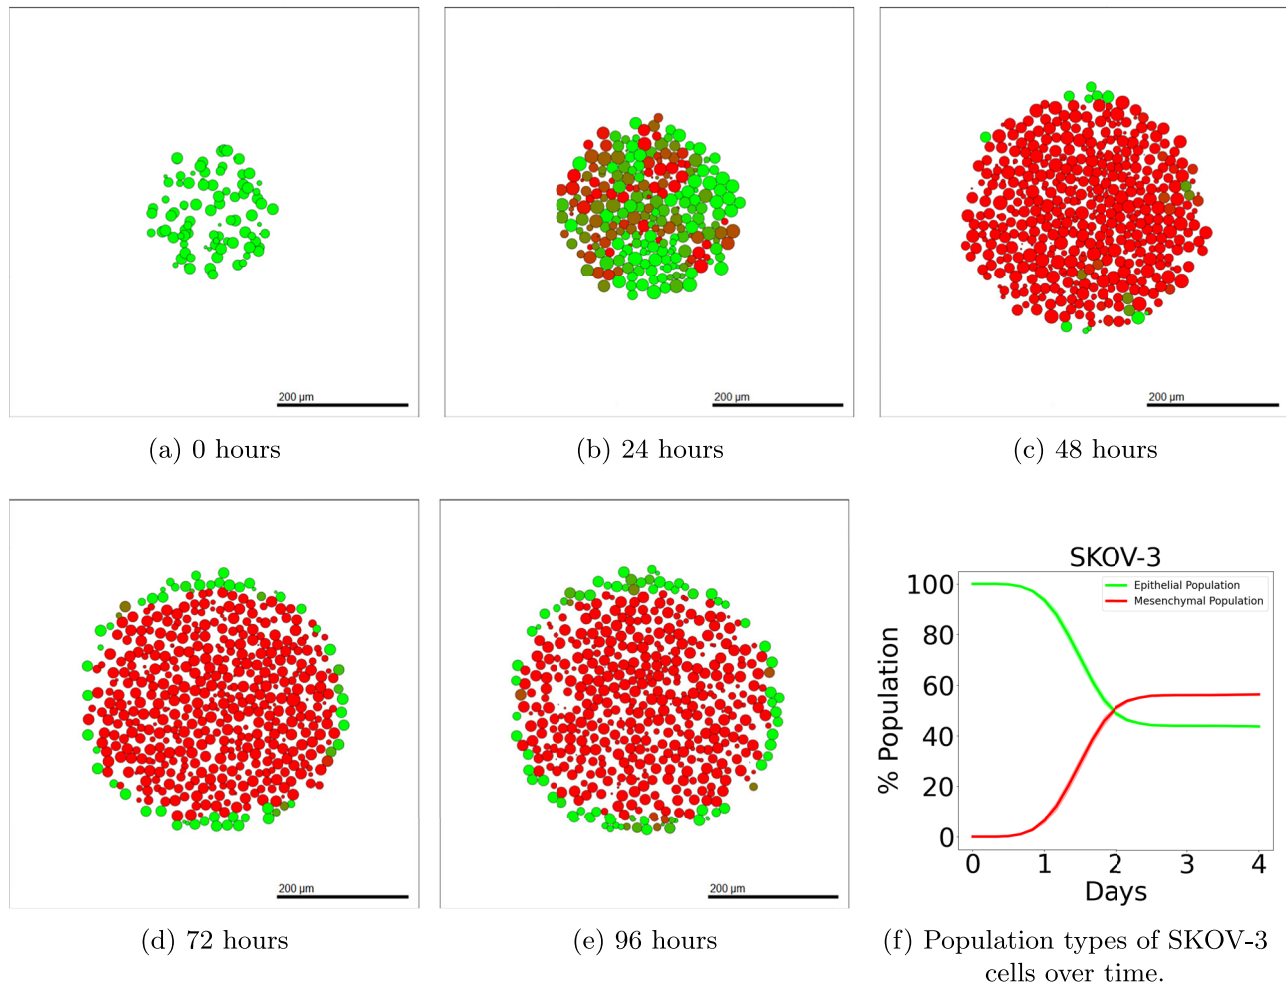 200 µm
200 µm
200 µm
(a) 0 hours
(b) 24 hours
(c) 48 hours
200 µm
200 µm
(d) 72 hours
(e) 96 hours
SKOV-3
Epithelial Population
Mesenchymal Population
% Population
100
80
60
40
20
0
0 1 2 3 4
Days
(f) Population types of SKOV-3
cells over time.